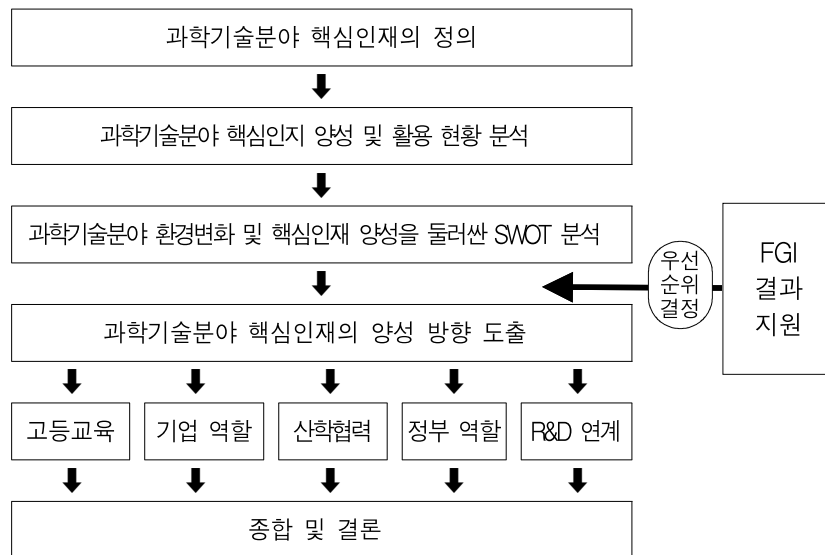 과학기술분야 핵심인재의 정의
과학기술분야 핵심인지 양성 및 활용 현황 분석
과학기술분야 환경변화 및 핵심인재 양성을 둘러싼 SWOT 분석
우선
순위
결정
FGI
결과
지원
과학기술분야 핵심인재의 양성 방향 도출
고등교육
기업 역할
산학협력
정부 역할
R&D 연계
종합 및 결론